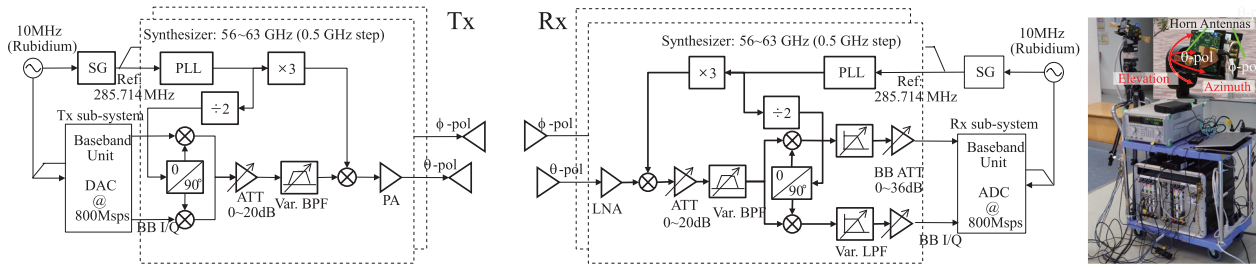 Tx
10MHz
(Rubidium)
Synthesizer: 56~63 GHz (0.5 GHz step)
SG
Ref.
285.714 MHz
PLL
×3
÷2
Tx sub-system
Baseband
Unit
DAC
@
800Msps
BB I/Q
0
90°
ATT
0~20dB
Var. BPF
PA
ϕ-pol
θ-pol
Rx
Synthesizer: 56~63 GHz (0.5 GHz step)
10MHz
(Rubidium)
×3
PLL
SG
Ref.
285.714 MHz
÷2
ϕ-pol
θ-pol
LNA
ATT
0~20dB
Var. BPF
0
90°
BB ATT
0~36dB
Var. LPF
BB I/Q
Rx sub-system
Baseband
Unit
ADC
@
800Msps
Horn Antennas
θ-pol
ϕ-pol
Elevation
Azimuth